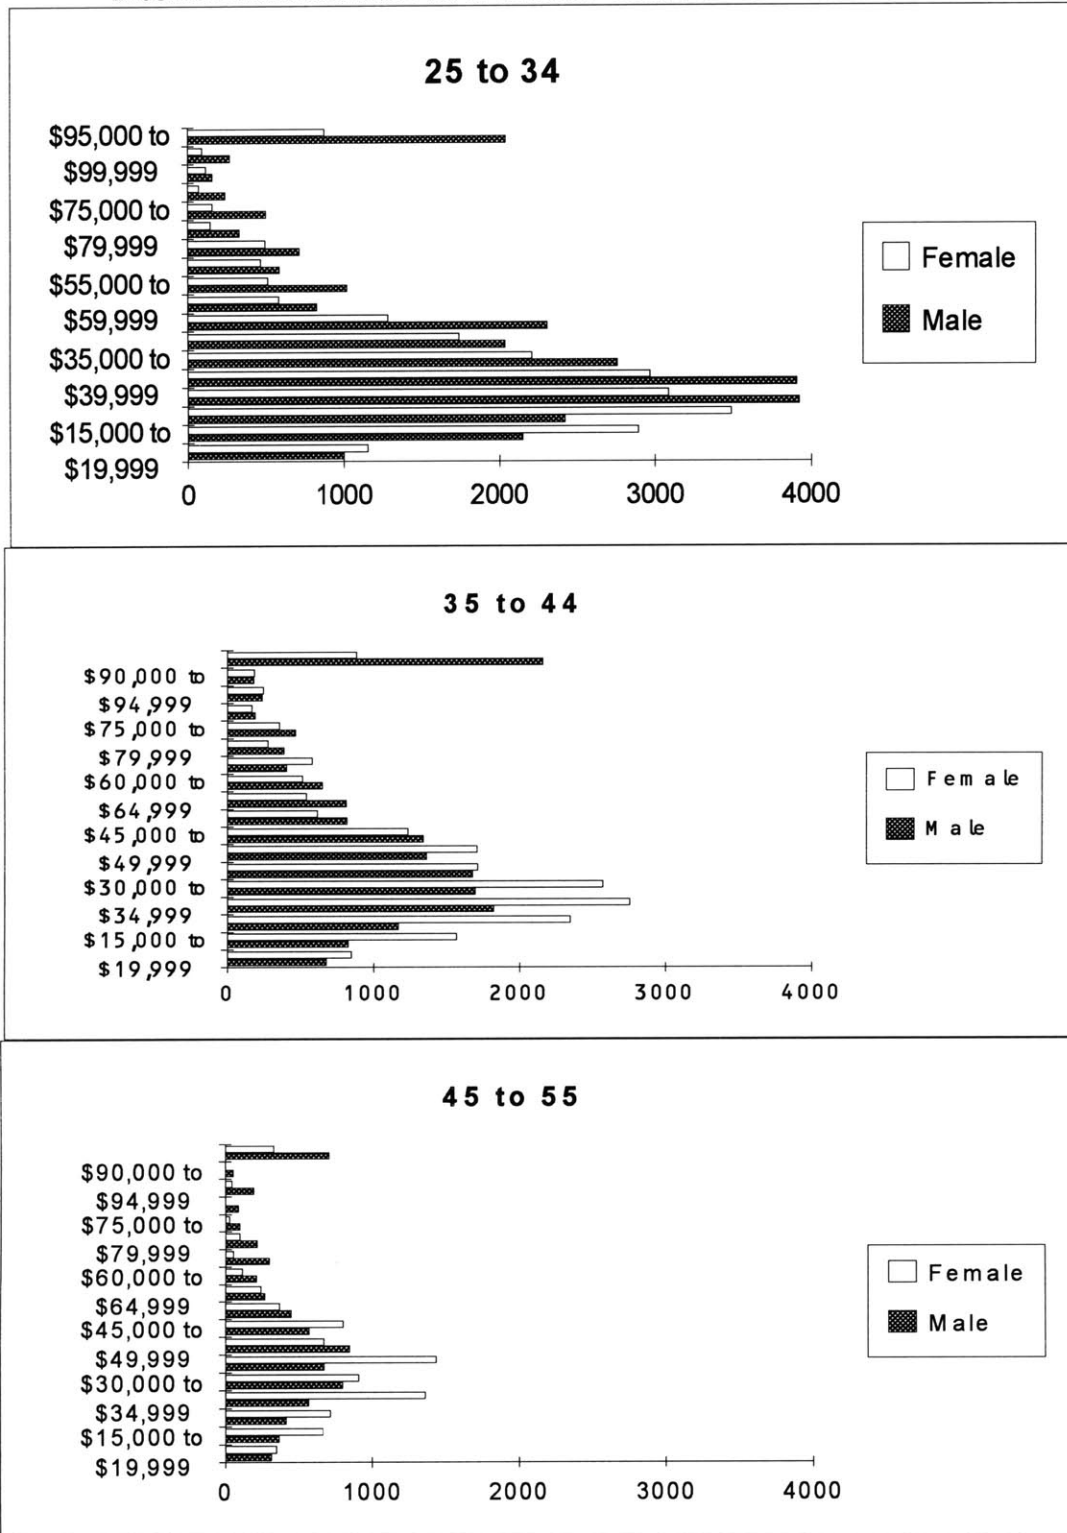 25 to 34
$95,000 to
$99,999
$75,000 to
$79,999
$55,000 to
$59,999
$35,000 to
$39,999
$15,000 to
$19,999
0 1000 2000 3000 4000
Female
Male
35 to 44
$90,000 to
$94,999
$75,000 to
$79,999
$60,000 to
$64,999
$45,000 to
$49,999
$30,000 to
$34,999
$15,000 to
$19,999
0 1000 2000 3000 4000
Female
Male
45 to 55
$90,000 to
$94,999
$75,000 to
$79,999
$60,000 to
$64,999
$45,000 to
$49,999
$30,000 to
$34,999
$15,000 to
$19,999
0 1000 2000 3000 4000
Female
Male